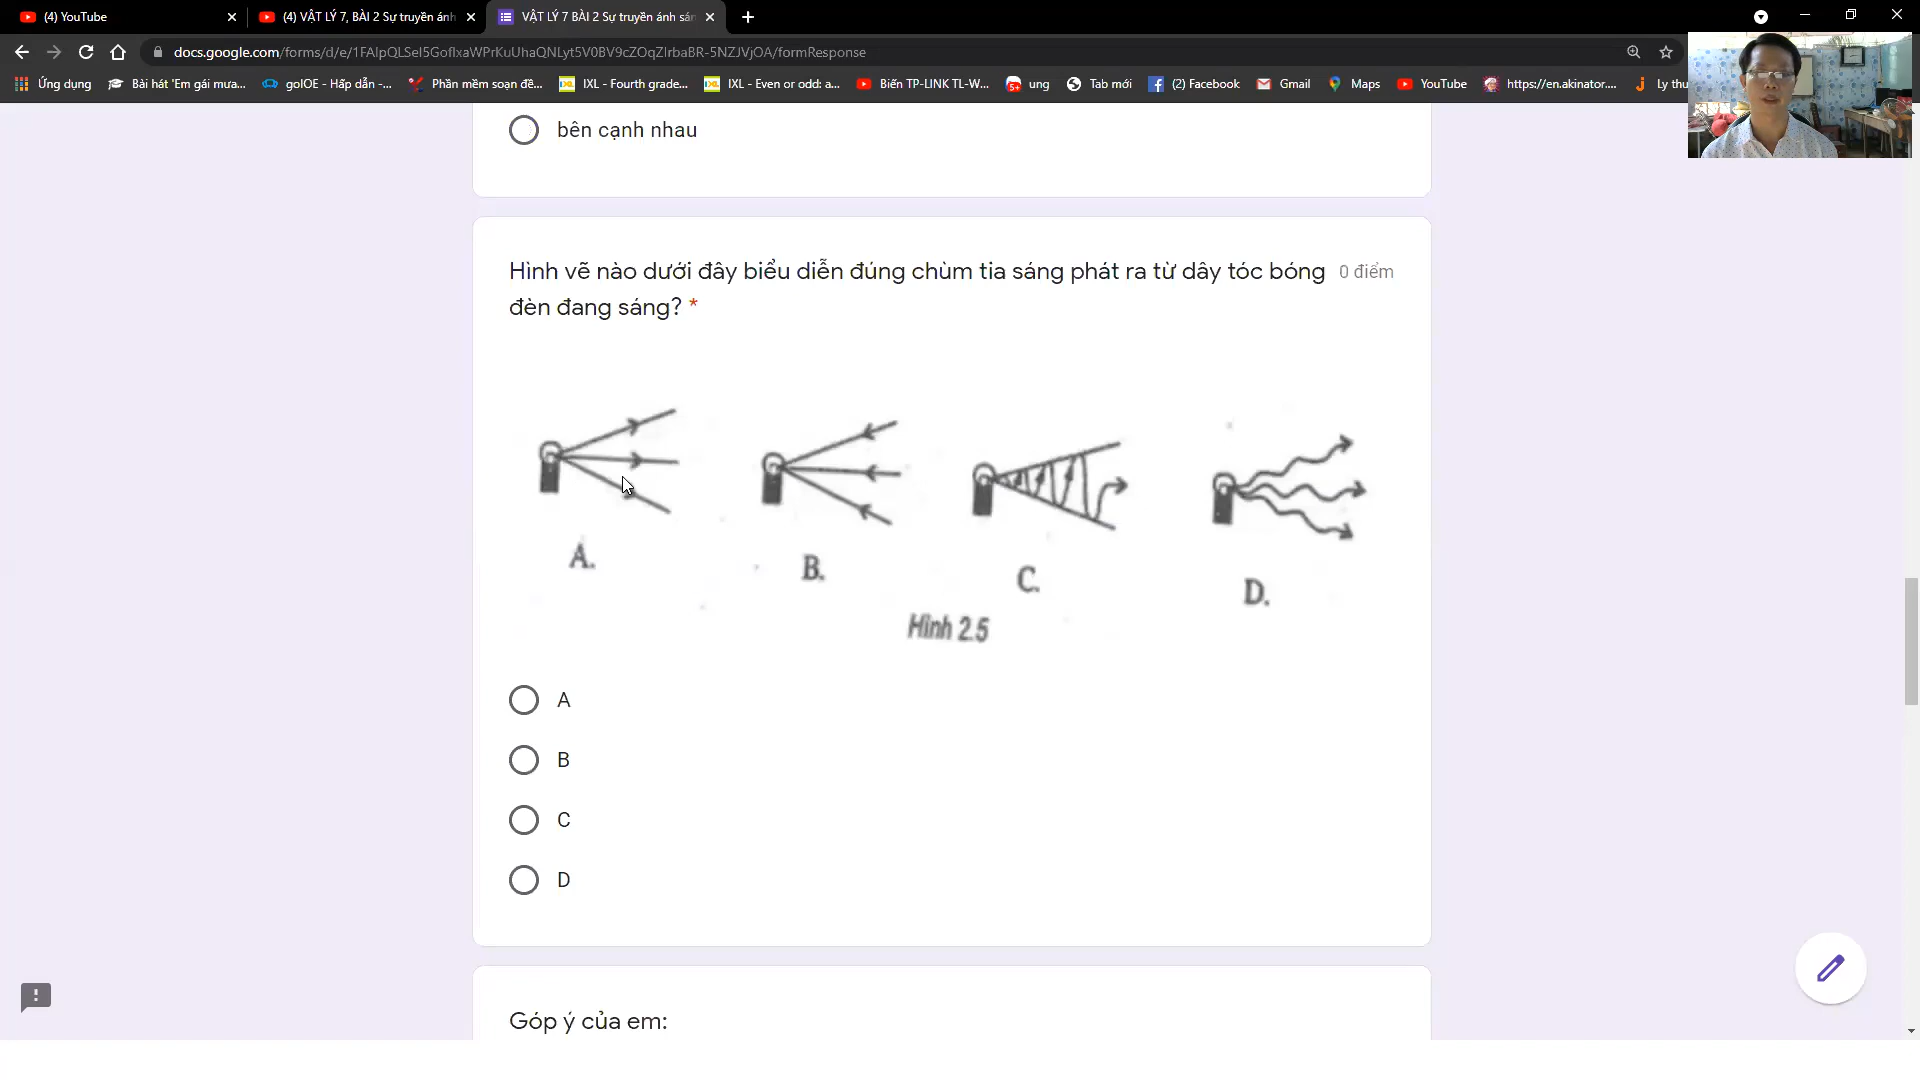 (4) YouTube
(4) VẬT LÝ 7, BÀI 2 Sự truyền ánh
VẬT LÝ 7 BÀI 2 Sự truyền ánh sán
docs.google.com/forms/d/e/1FAIpQLSeI5GofIxaWPrKuUhaQNLyt5V0BV9cZOqZIrbaBR-5NZJVjOA/formResponse
Ứng dụng
Bài hát 'Em gái mưa...
goIOE - Hấp dẫn -...
Phần mềm soạn đề...
IXL - Fourth grade...
IXL - Even or odd: a...
Biến TP-LINK TL-W...
5+
ung
Tab mới
(2) Facebook
Gmail
Maps
YouTube
https://en.akinator....
Ly thu
bên cạnh nhau
Hình vẽ nào dưới đây biểu diễn đúng chùm tia sáng phát ra từ dây tóc bóng
0 điểm
đèn đang sáng? *
A.
B.
C.
D.
Hình 2.5
A
B
C
D
Góp ý của em: